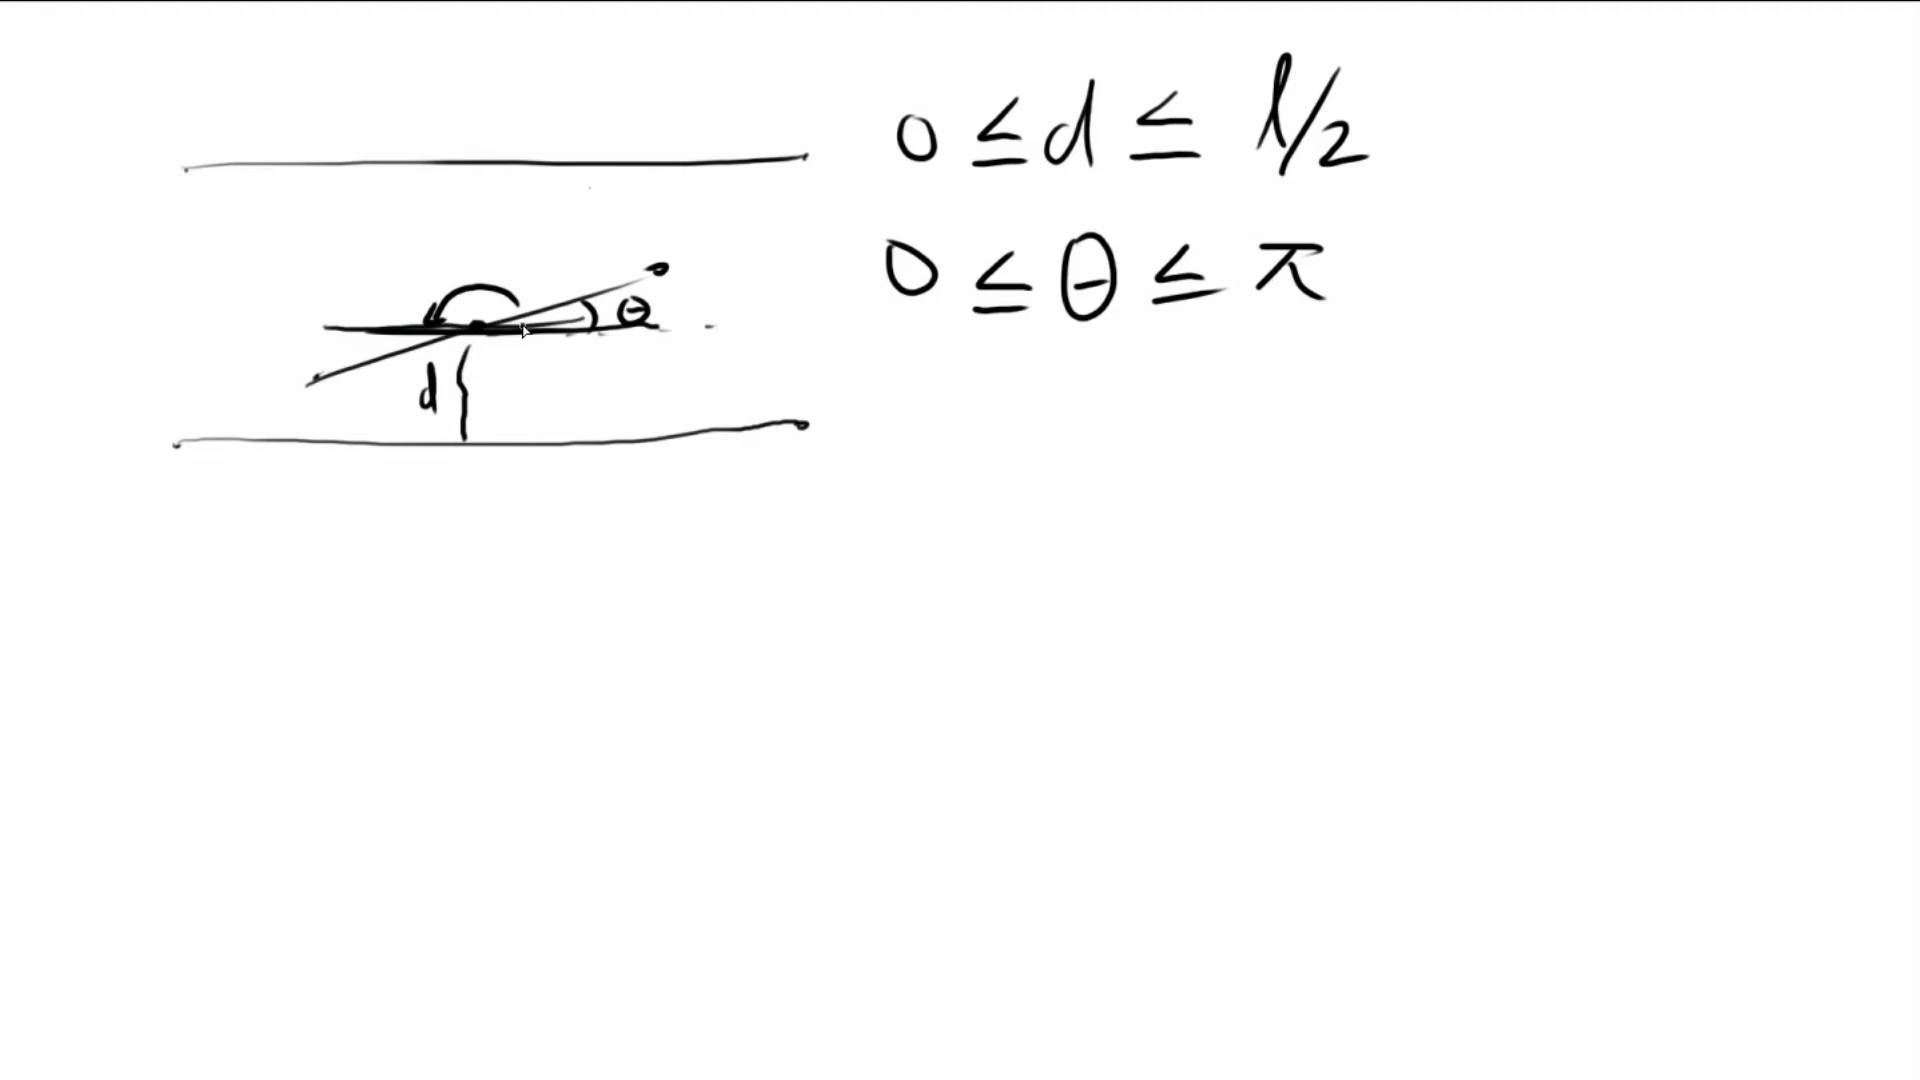 0 ≤ d ≤ l/2
0 ≤ θ ≤ π
θ
d